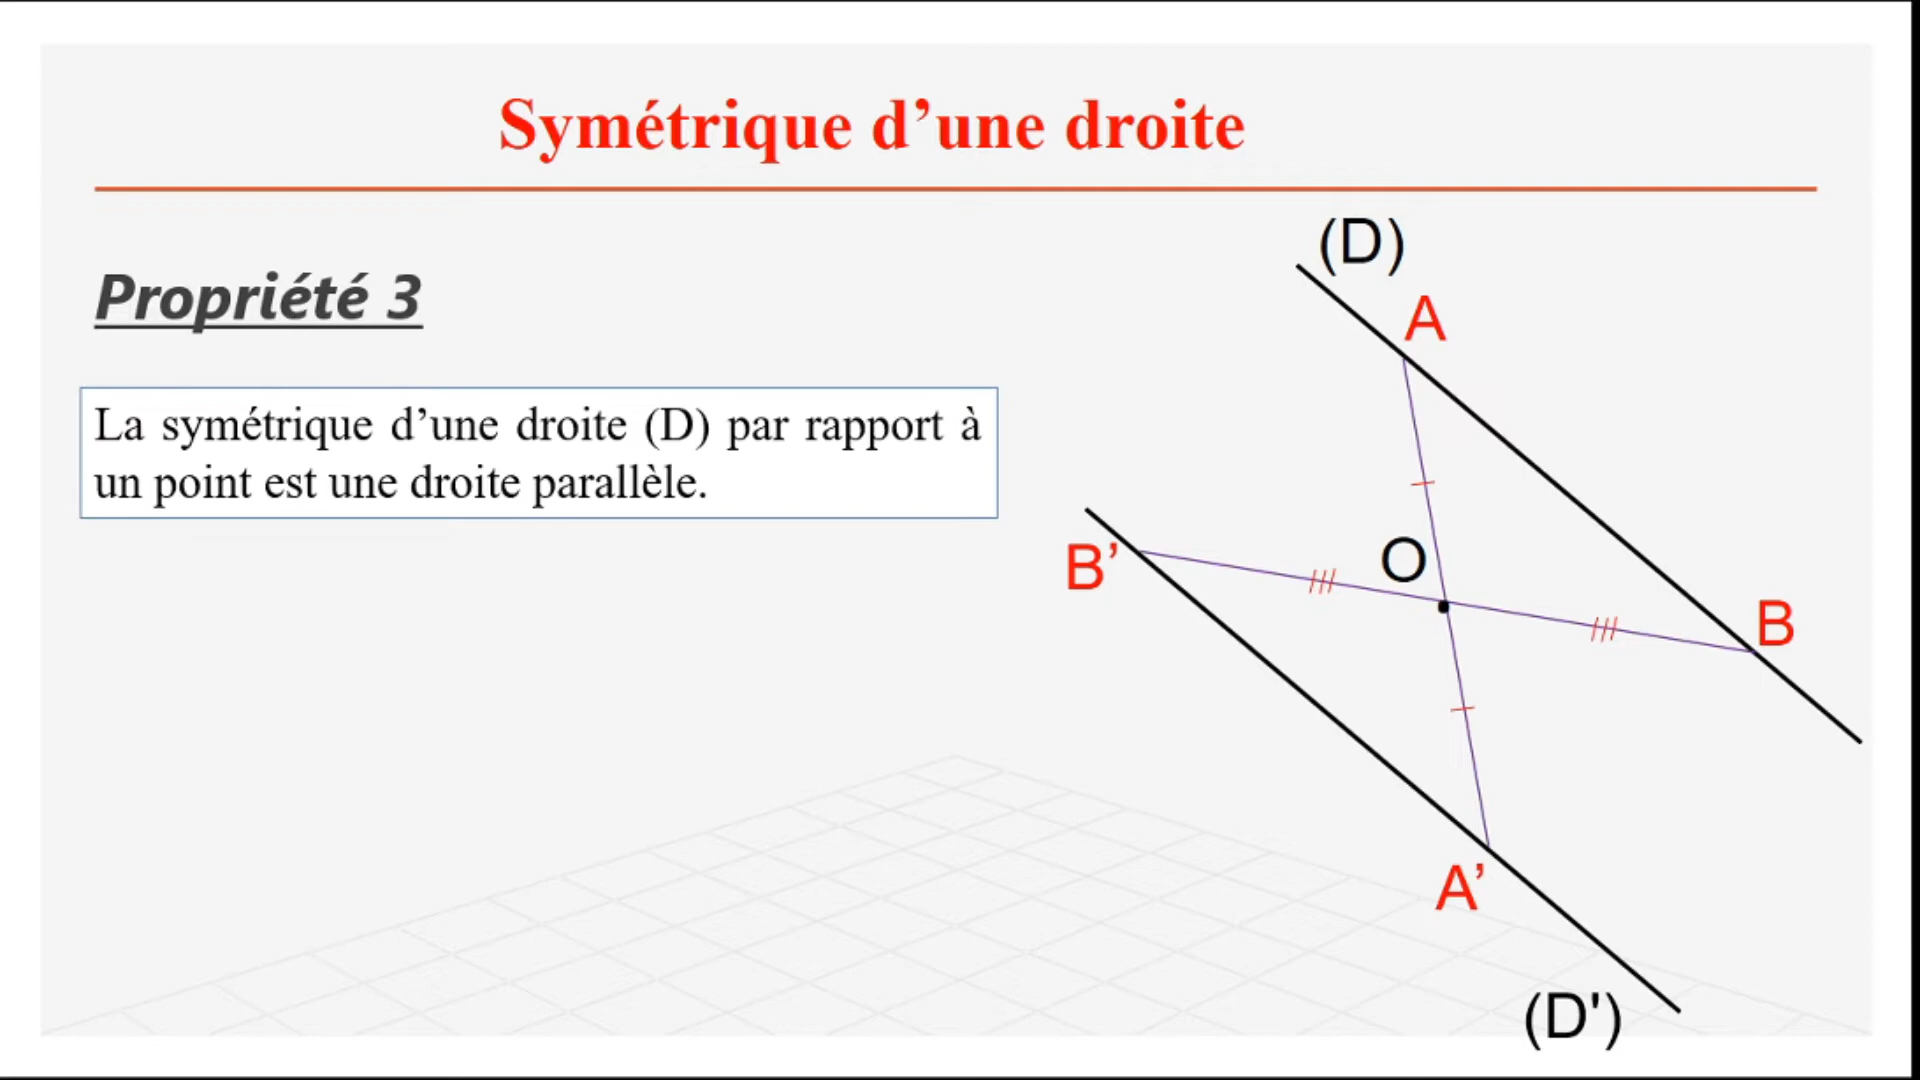 Symétrique d’une droite
Propriété 3
La symétrique d’une droite (D) par rapport à
un point est une droite parallèle.
(D)
A
O
B’
B
A’
(D')